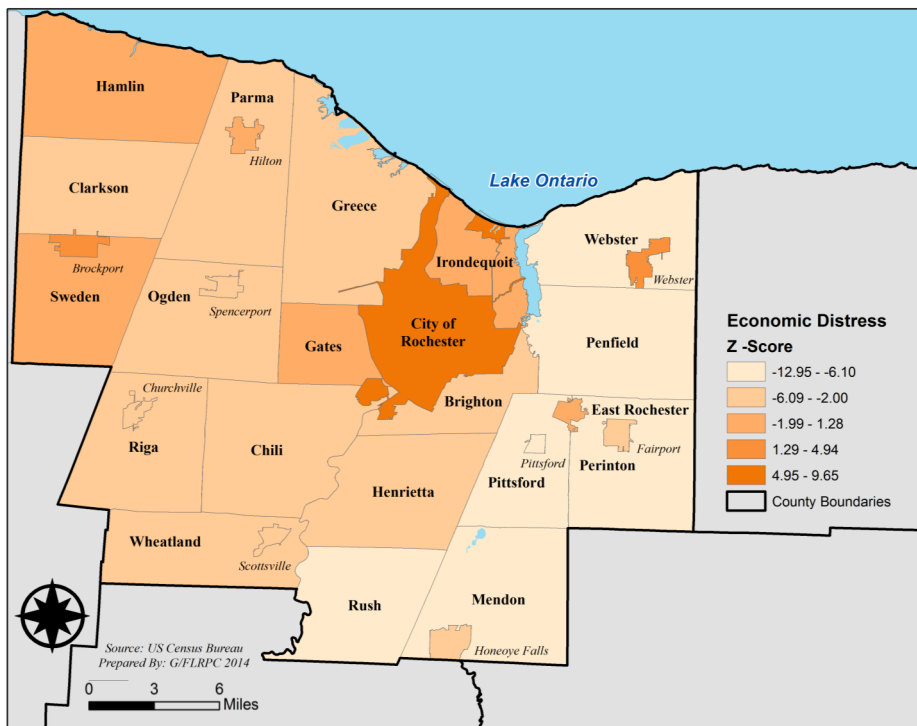 Hamlin
Parma
Hilton
Clarkson
Greece
Lake Ontario
Webster
Webster
Irondequoit
Brockport
Sweden
Ogden
Spencerport
City of
Rochester
Gates
Penfield
Churchville
Brighton
East Rochester
Fairport
Riga
Chili
Pittsford
Pittsford
Perinton
Henrietta
Wheatland
Scottsville
Rush
Mendon
Honeoye Falls
Economic Distress
Z -Score
-12.95 - -6.10
-6.09 - -2.00
-1.99 - 1.28
1.29 - 4.94
4.95 - 9.65
County Boundaries
Source: US Census Bureau
Prepared By: G/FLRPC 2014
0 3 6
Miles